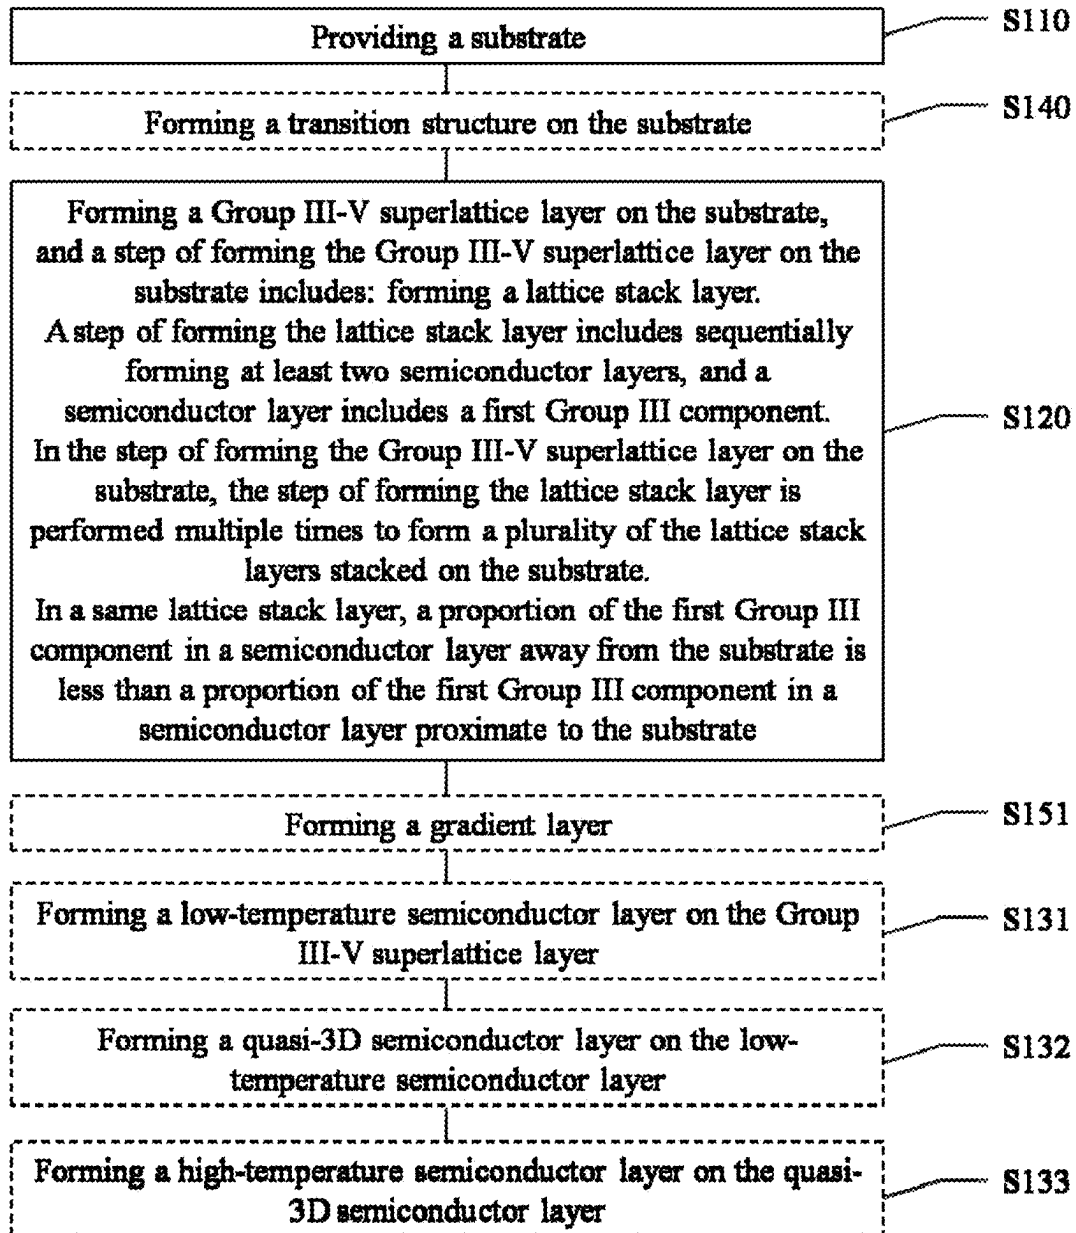 Providing a substrate
S110
Forming a transition structure on the substrate
S140
Forming a Group III-V superlattice layer on the substrate,
and a step of forming the Group III-V superlattice layer on the
substrate includes: forming a lattice stack layer.
A step of forming the lattice stack layer includes sequentially
forming at least two semiconductor layers, and a
semiconductor layer includes a first Group III component.
In the step of forming the Group III-V superlattice layer on the
substrate, the step of forming the lattice stack layer is
performed multiple times to form a plurality of the lattice stack
layers stacked on the substrate.
In a same lattice stack layer, a proportion of the first Group III
component in a semiconductor layer away from the substrate is
less than a proportion of the first Group III component in a
semiconductor layer proximate to the substrate
S120
Forming a gradient layer
S151
Forming a low-temperature semiconductor layer on the Group
III-V superlattice layer
S131
Forming a quasi-3D semiconductor layer on the low-
temperature semiconductor layer
S132
Forming a high-temperature semiconductor layer on the quasi-
3D semiconductor layer
S133